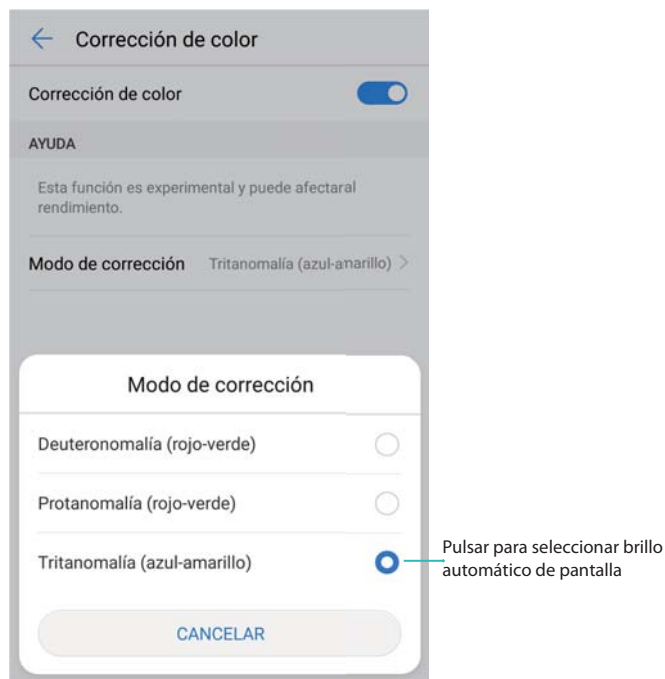 Corrección de color
Corrección de color
AYUDA
Esta función es experimental y puede afectaral
rendimiento.
Modo de corrección Tritanomalía (azul-amarillo)
Modo de corrección
Deuteronomalía (rojo-verde)
Protanomalía (rojo-verde)
Tritanomalía (azul-amarillo)
Pulsar para seleccionar brillo
automático de pantalla
CANCELAR